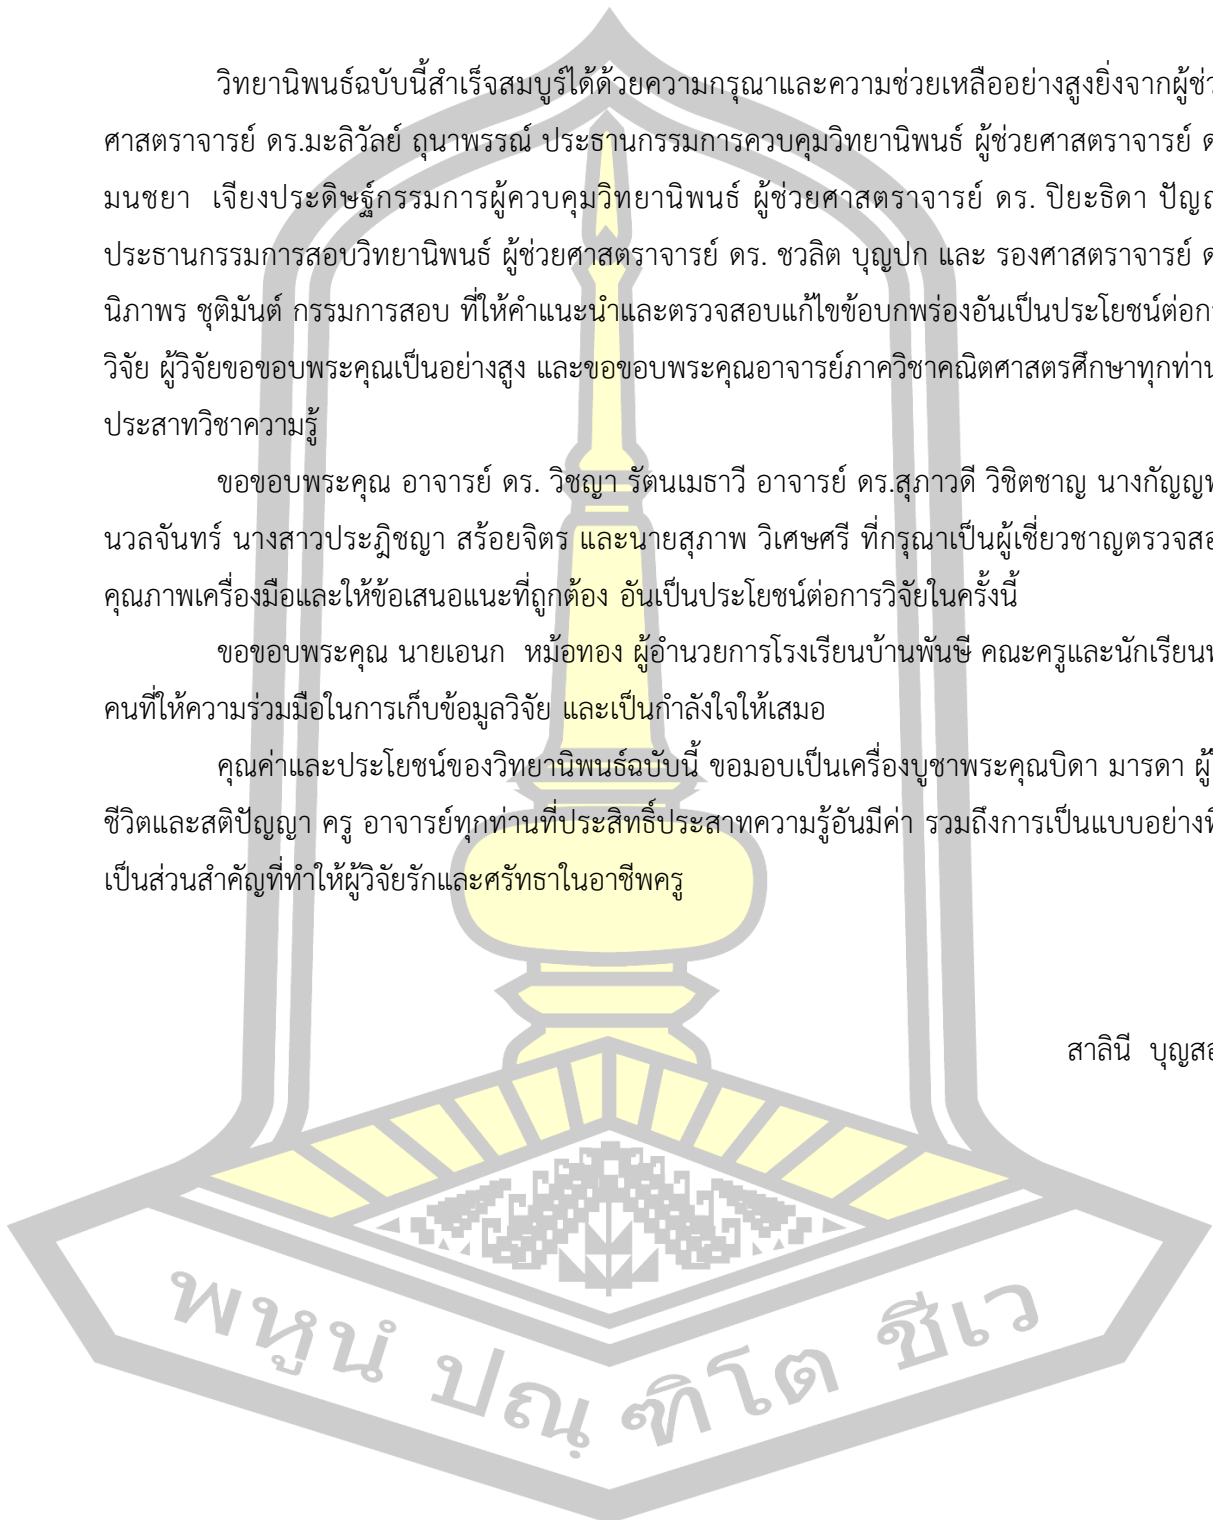 วิทยานิพนธ์ฉบับนี้สำเร็จสมบูร์ได้ด้วยความกรุณาและความช่วยเหลืออย่างสูงยิ่งจากผู้ช่ว
ศาสตราจารย์ ดร.มะลิวัลย์ ถุนาพรรณ์ ประธานกรรมการควบคุมวิทยานิพนธ์ ผู้ช่วยศาสตราจารย์ ด
มนชยา เจียงประดิษฐ์กรรมการผู้ควบคุมวิทยานิพนธ์ ผู้ช่วยศาสตราจารย์ ดร. ปิยะธิดา ปัญญ
ประธานกรรมการสอบวิทยานิพนธ์ ผู้ช่วยศาสตราจารย์ ดร. ชวลิต บุญปก และ รองศาสตราจารย์ ด
นิภาพร ชุติมันต์ กรรมการสอบ ที่ให้คำแนะนำและตรวจสอบแก้ไขข้อบกพร่องอันเป็นประโยชน์ต่อก
วิจัย ผู้วิจัยขอขอบพระคุณเป็นอย่างสูง และขอขอบพระคุณอาจารย์ภาควิชาคณิตศาสตรศึกษาทุกท่าน
ประสาทวิชาความรู้
ขอขอบพระคุณ อาจารย์ ดร. วิชญา รัตนเมธาวี อาจารย์ ดร.สุภาวดี วิชิตชาญ นางกัญญ
นวลจันทร์ นางสาวประฎิชญา สร้อยจิตร และนายสุภาพ วิเศษศรี ที่กรุณาเป็นผู้เชี่ยวชาญตรวจสอ
คุณภาพเครื่องมือและให้ข้อเสนอแนะที่ถูกต้อง อันเป็นประโยชน์ต่อการวิจัยในครั้งนี้
ขอขอบพระคุณ นายเอนก หม้อทอง ผู้อำนวยการโรงเรียนบ้านพันษี คณะครูและนักเรียนท
คนที่ให้ความร่วมมือในการเก็บข้อมูลวิจัย และเป็นกำลังใจให้เสมอ
คุณค่าและประโยชน์ของวิทยานิพนธ์ฉบับนี้ ขอมอบเป็นเครื่องบูชาพระคุณบิดา มารดา ผู้
ชีวิตและสติปัญญา ครู อาจารย์ทุกท่านที่ประสิทธิ์ประสาทความรู้อันมีค่า รวมถึงการเป็นแบบอย่างที
เป็นส่วนสำคัญที่ทำให้ผู้วิจัยรักและศรัทธาในอาชีพครู
สาลินี บุญสอ
พหูนํ ปณฺฑิโต ชีเว